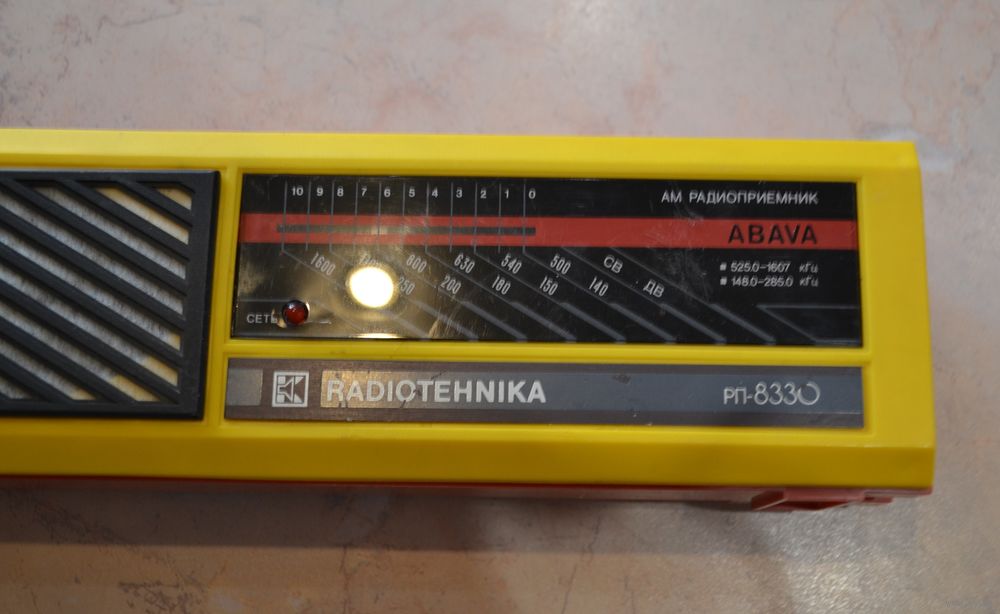 10 9 8 7 6 5 4 3 2 1 0
АМ РАДИОПРИЕМНИК
ABAVA
1600 800 630 540 500 СВ
525.0-1607 кГц
200 180 150 140 ДВ
148.0-285.0 кГц
СЕТЬ
RADIOTEHNIKA
РП-8330